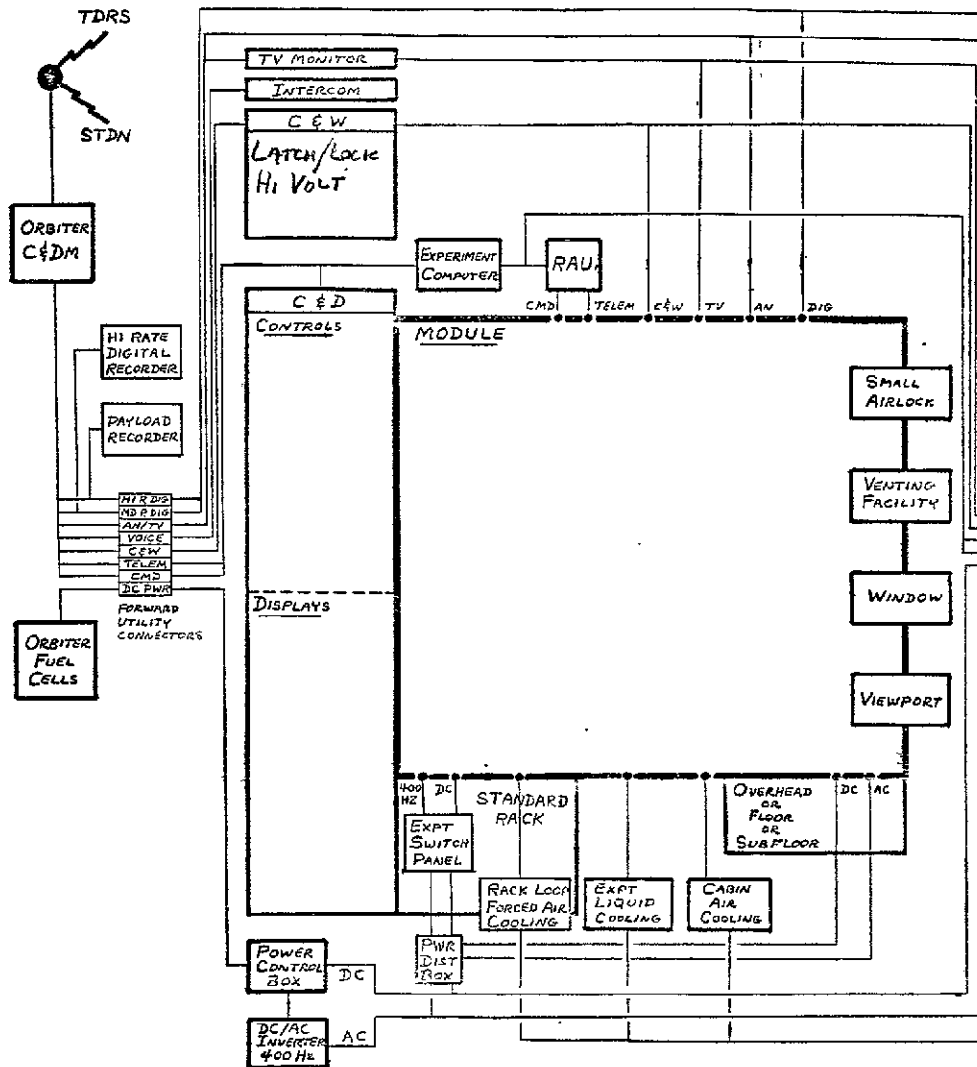 TDRS
STDN
TV MONITOR
INTERCOM
C & W
LATCH/LOCK
HI VOLT
ORBITER
C&DM
EXPERIMENT
COMPUTER
RAU
C & D
CONTROLS
CMD
TELEM
C&W
TV
AN
DIG
MODULE
HI RATE
DIGITAL
RECORDER
PAYLOAD
RECORDER
SMALL
AIRLOCK
VENTING
FACILITY
WINDOW
VIEWPORT
HI R DIG
MD R DIG
AN/TV
VOICE
C&W
TELEM
CMD
DC PWR
FORWARD
UTILITY
CONNECTORS
DISPLAYS
ORBITER
FUEL
CELLS
400
HZ
DC
STANDARD
RACK
EXPT
SWITCH
PANEL
OVERHEAD
OR
FLOOR
OR
SUBFLOOR
DC
AC
RACK LOOP
FORCED AIR
COOLING
EXPT
LIQUID
COOLING
CABIN
AIR
COOLING
PWR
DIST
BOX
POWER
CONTROL
BOX
DC
DC/AC
INVERTER
400 HZ
AC